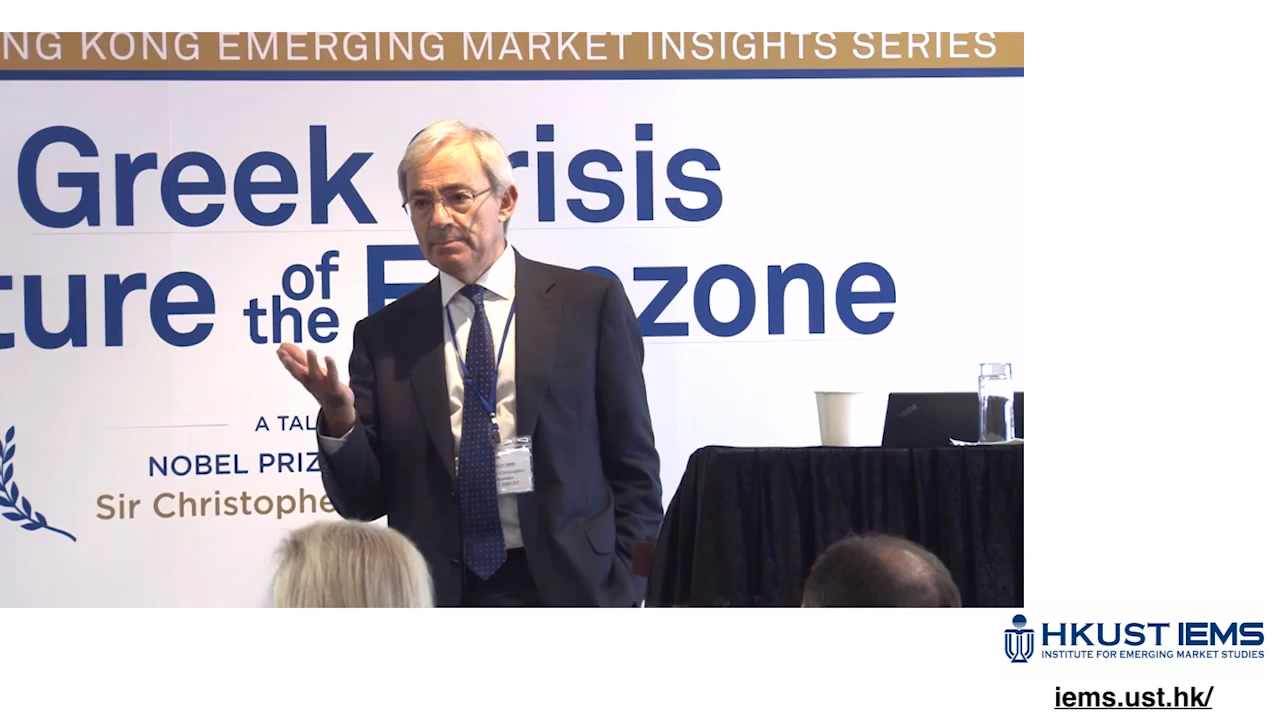 NG KONG EMERGING MARKET INSIGHTS SERIES
Greek risis
ture of the E zone
A TAL
NOBEL PRIZ
Sir Christophe
HKUST IEMS
INSTITUTE FOR EMERGING MARKET STUDIES
iems.ust.hk/